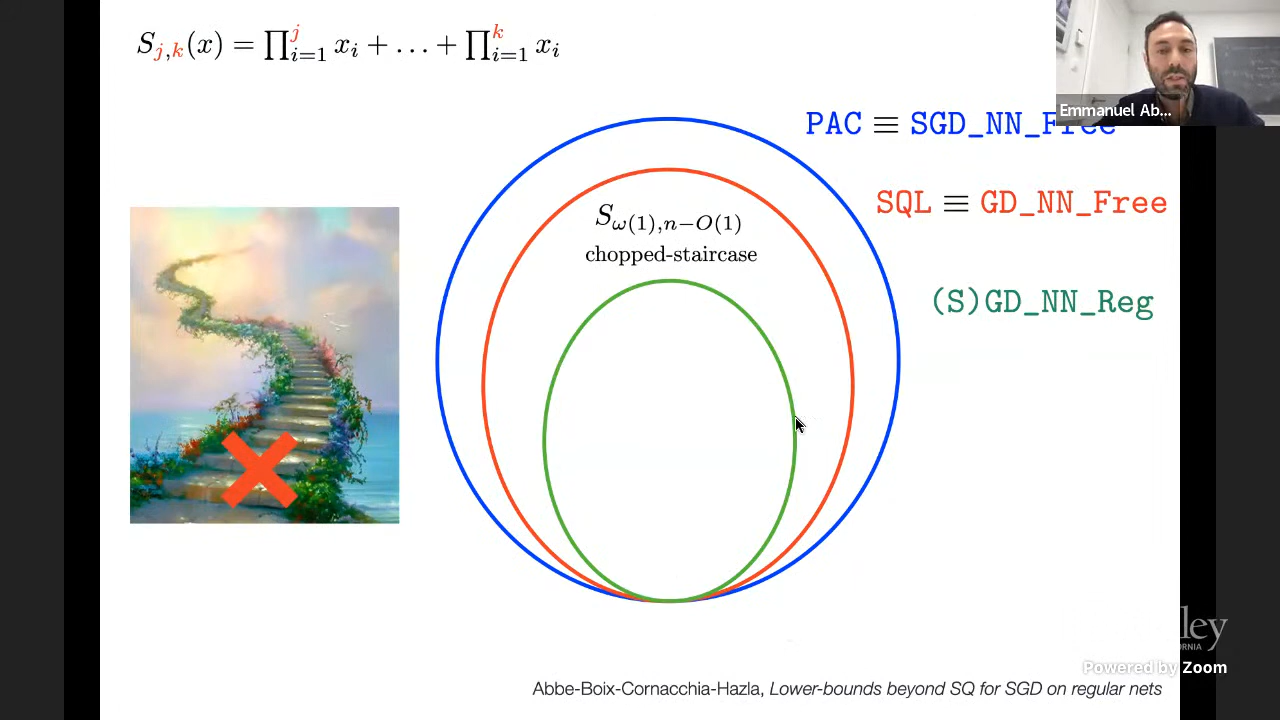 S_{j,k}(x) = ∏_{i=1}^{j} x_i + … + ∏_{i=1}^{k} x_i
Emmanuel Ab...
PAC ≡ SGD_NN_Free
SQL ≡ GD_NN_Free
S_{ω(1),n−O(1)}
chopped-staircase
(S)GD_NN_Reg
Powered by Zoom
Abbe-Boix-Cornacchia-Hazla, Lower-bounds beyond SQ for SGD on regular nets